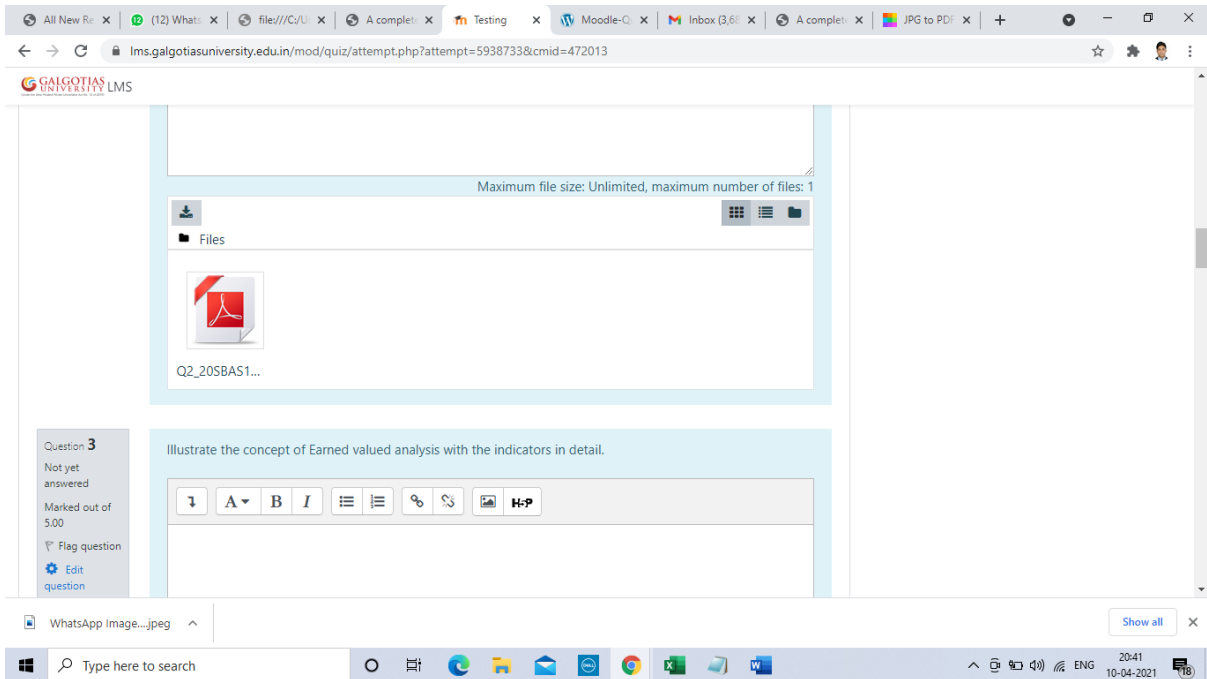 All New Re
(12) Whats
file:///C:/U
A complet
Testing
Moodle-Q
Inbox (3,68
A complet
JPG to PDF
lms.galgotiasuniversity.edu.in/mod/quiz/attempt.php?attempt=5938733&cmid=472013
GALGOTIAS
UNIVERSITY LMS
Maximum file size: Unlimited, maximum number of files: 1
Files
Q2_20SBAS1...
Question 3
Not yet
answered
Marked out of
5.00
Flag question
Edit
question
Illustrate the concept of Earned valued analysis with the indicators in detail.
A B I H-P
WhatsApp Image....jpeg
Show all
Type here to search
DELL
ENG
20:41
10-04-2021
18